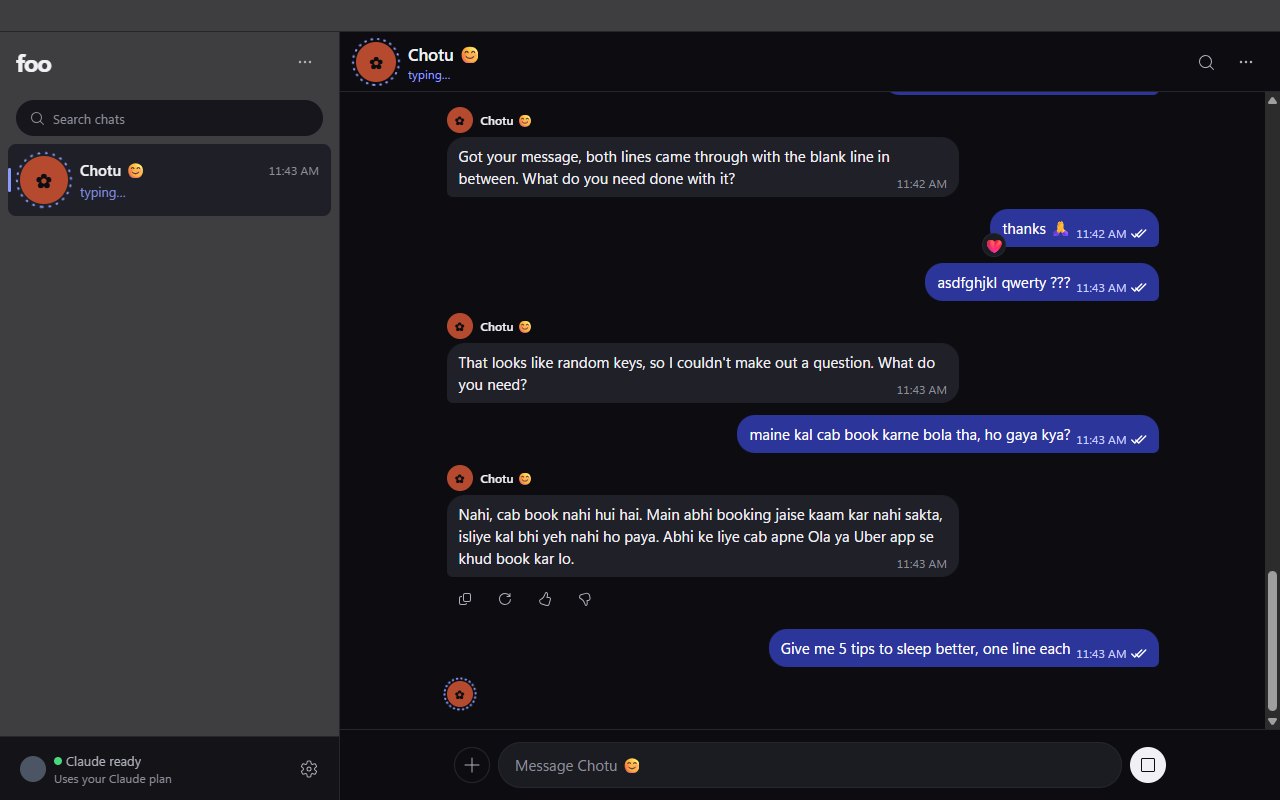 foo
Search chats
Chotu 😊
11:43 AM
typing...
Claude ready
Uses your Claude plan
Chotu 😊
typing...
Chotu 😊
Got your message, both lines came through with the blank line in
between. What do you need done with it?
11:42 AM
thanks 🙏 11:42 AM
asdfghjkl qwerty ??? 11:43 AM
Chotu 😊
That looks like random keys, so I couldn't make out a question. What do
you need?
11:43 AM
maine kal cab book karne bola tha, ho gaya kya? 11:43 AM
Chotu 😊
Nahi, cab book nahi hui hai. Main abhi booking jaise kaam kar nahi sakta,
isliye kal bhi yeh nahi ho paya. Abhi ke liye cab apne Ola ya Uber app se
khud book kar lo.
11:43 AM
Give me 5 tips to sleep better, one line each 11:43 AM
Message Chotu 😊